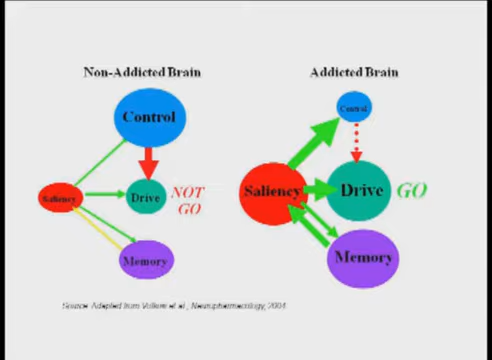 Non-Addicted Brain
Addicted Brain
Control
Saliency
Drive
NOT
GO
Memory
Control
Saliency
Drive
GO
Memory
Source: Adapted from Volkow et al., Neuropharmacology, 2004.